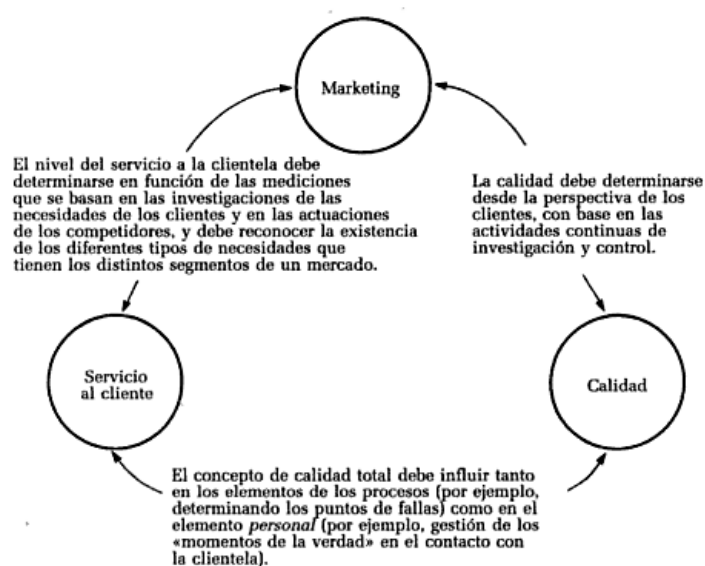 Marketing
El nivel del servicio a la clientela debe
determinarse en función de las mediciones
que se basan en las investigaciones de las
necesidades de los clientes y en las actuaciones
de los competidores, y debe reconocer la existencia
de los diferentes tipos de necesidades que
tienen los distintos segmentos de un mercado.
La calidad debe determinarse
desde la perspectiva de los
clientes, con base en las
actividades continuas de
investigación y control.
Servicio
al cliente
Calidad
El concepto de calidad total debe influir tanto
en los elementos de los procesos (por ejemplo,
determinando los puntos de fallas) como en el
elemento personal (por ejemplo, gestión de los
«momentos de la verdad» en el contacto con
la clientela).